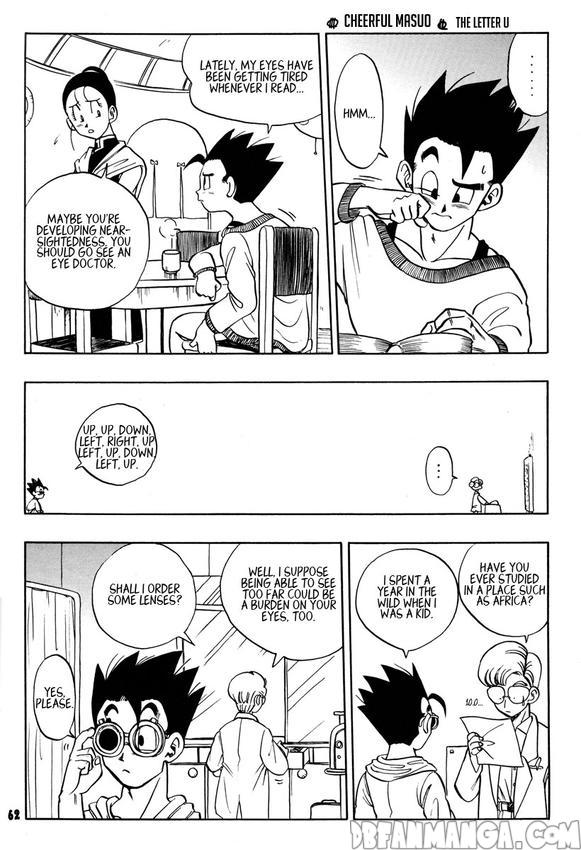 CHEERFUL MASUO THE LETTER U
........
HMM...
LATELY, MY EYES
HAVE BEEN
GETTING TIRED
WHENEVER I
READ...
MAYBE YOU'RE
DEVELOPING NEAR-
SIGHTEDNESS. YOU
SHOULD GO SEE AN
EYE DOCTOR.
UP, UP, DOWN,
LEFT, RIGHT, UP
LEFT, UP, DOWN
LEFT, UP.
...
HAVE YOU
EVER STUDIED
IN A PLACE SUCH
AS AFRICA?
10.0...
I SPENT A
YEAR IN THE
WILD WHEN I
WAS A KID.
WELL, I SUPPOSE
BEING ABLE TO SEE
TOO FAR COULD BE
A BURDEN ON YOUR
EYES, TOO.
SHALL I ORDER
SOME LENSES?
YES,
PLEASE.
62
DBFANMANGA.COM